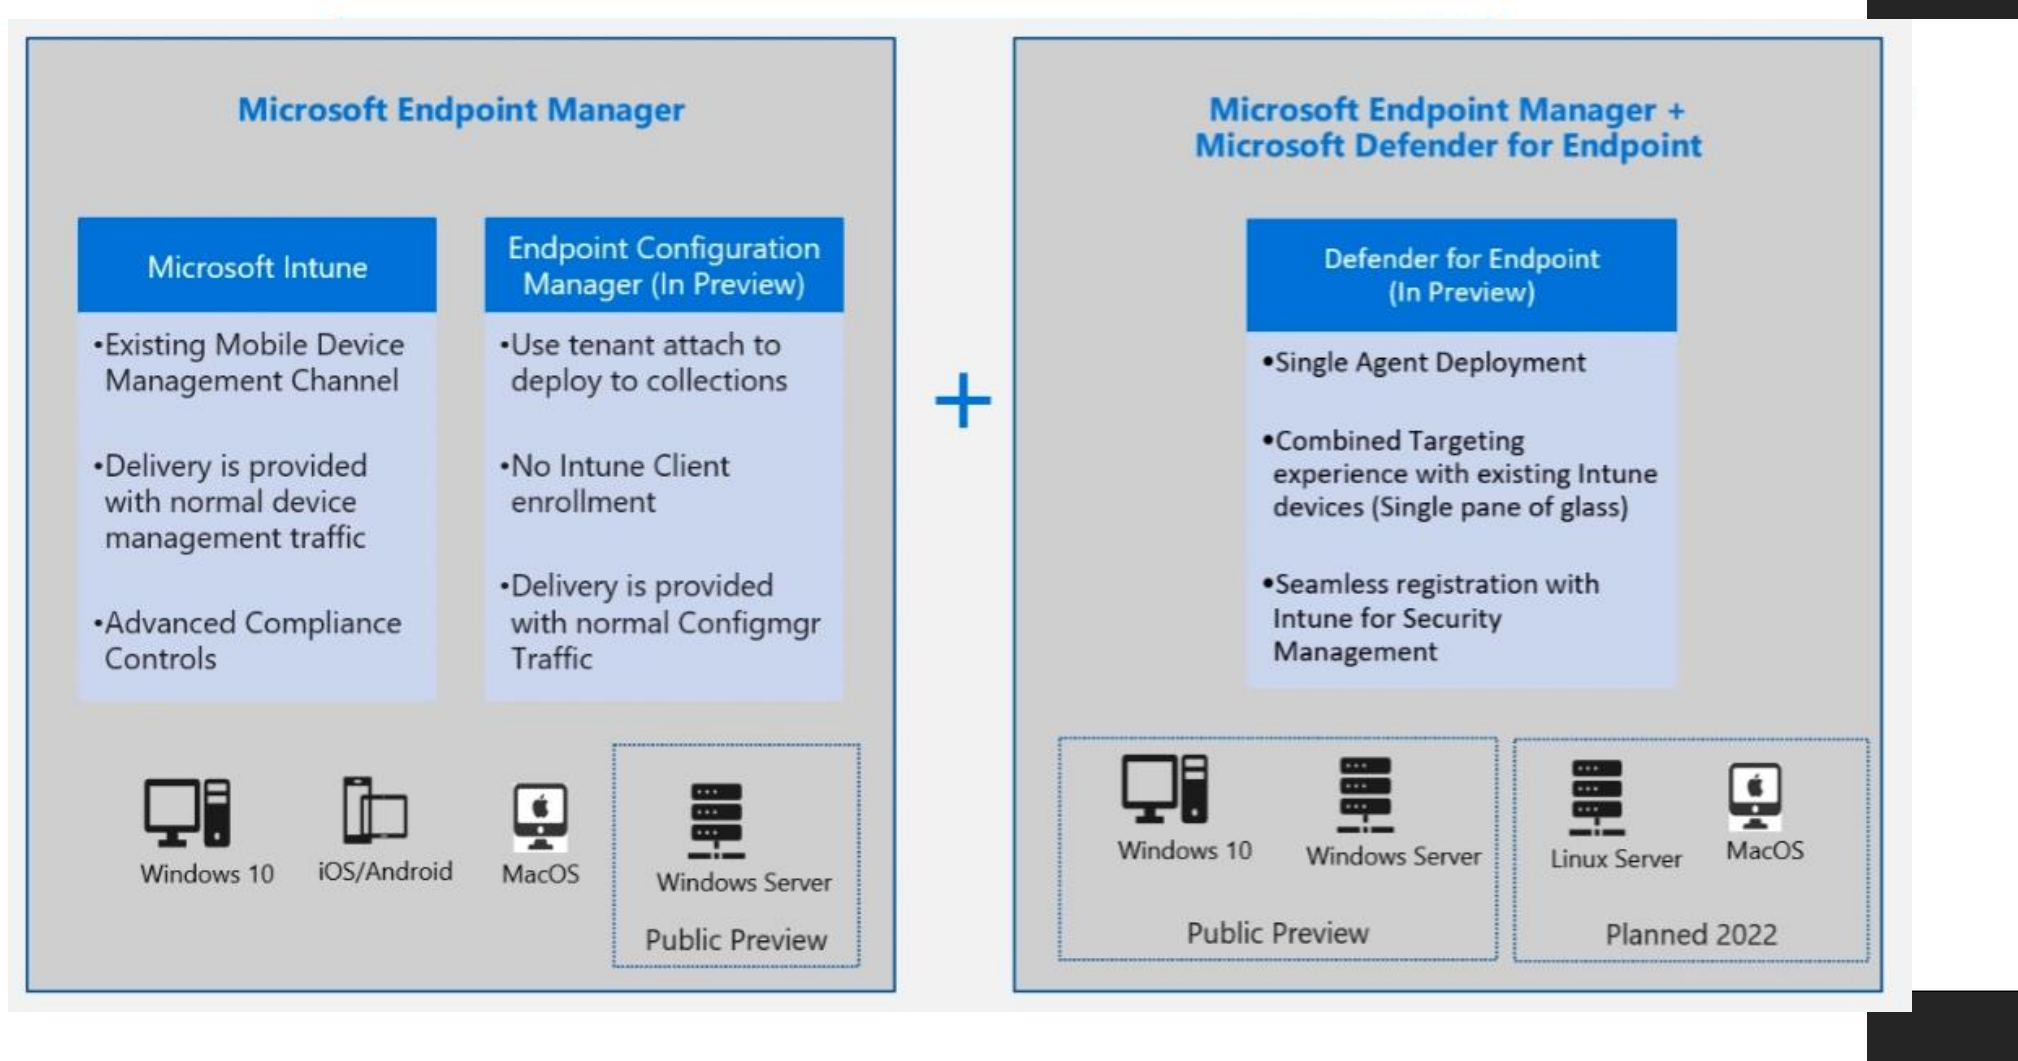 Microsoft Endpoint Manager
Microsoft Intune
•Existing Mobile Device
Management Channel
•Delivery is provided
with normal device
management traffic
•Advanced Compliance
Controls
Endpoint Configuration
Manager (In Preview)
•Use tenant attach to
deploy to collections
•No Intune Client
enrollment
•Delivery is provided
with normal Configmgr
Traffic
Windows 10
iOS/Android
MacOS
Windows Server
Public Preview
+
Microsoft Endpoint Manager +
Microsoft Defender for Endpoint
Defender for Endpoint
(In Preview)
•Single Agent Deployment
•Combined Targeting
experience with existing Intune
devices (Single pane of glass)
•Seamless registration with
Intune for Security
Management
Windows 10
Windows Server
Public Preview
Linux Server
MacOS
Planned 2022